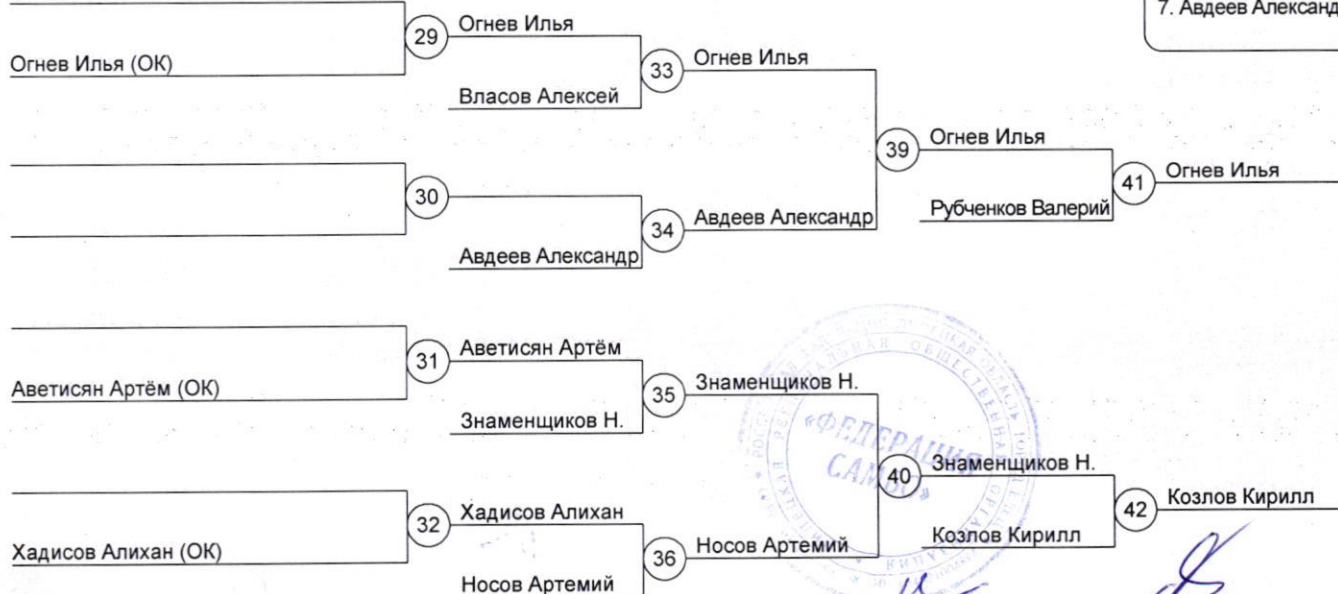 7. Авдеев Александ
29
Огнев Илья
Огнев Илья (ОК)
33
Огнев Илья
Власов Алексей
39
Огнев Илья
41
Огнев Илья
30
Рубченков Валерий
34
Авдеев Александр
Авдеев Александр
31
Аветисян Артём
Аветисян Артём (ОК)
35
Знаменщиков Н.
Знаменщиков Н.
«ФЕДЕРАЦИЯ
САМБО»
40
Знаменщиков Н.
32
Хадисов Алихан
42
Козлов Кирилл
Хадисов Алихан (ОК)
36
Носов Артемий
Козлов Кирилл
Носов Артемий